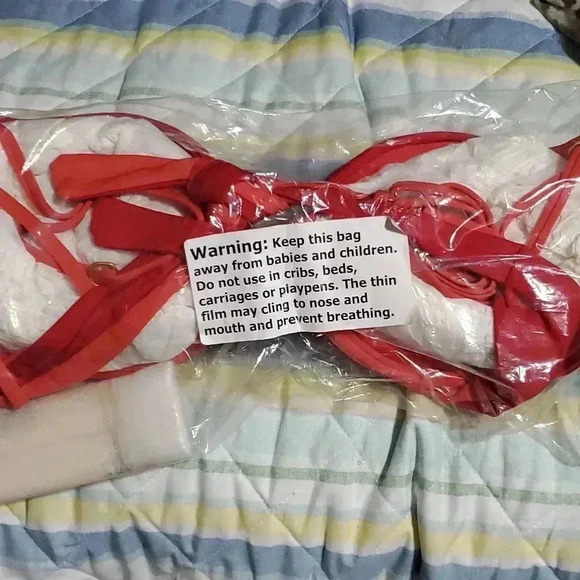 Warning: Keep this bag
away from babies and children.
Do not use in cribs, beds,
carriages or playpens. The thin
film may cling to nose and
mouth and prevent breathing.